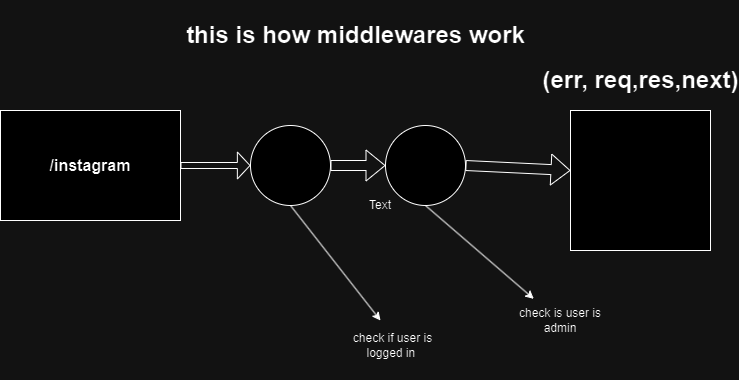 this is how middlewares work
(err, req,res,next)
/instagram
Text
check is user is
admin
check if user is
logged in